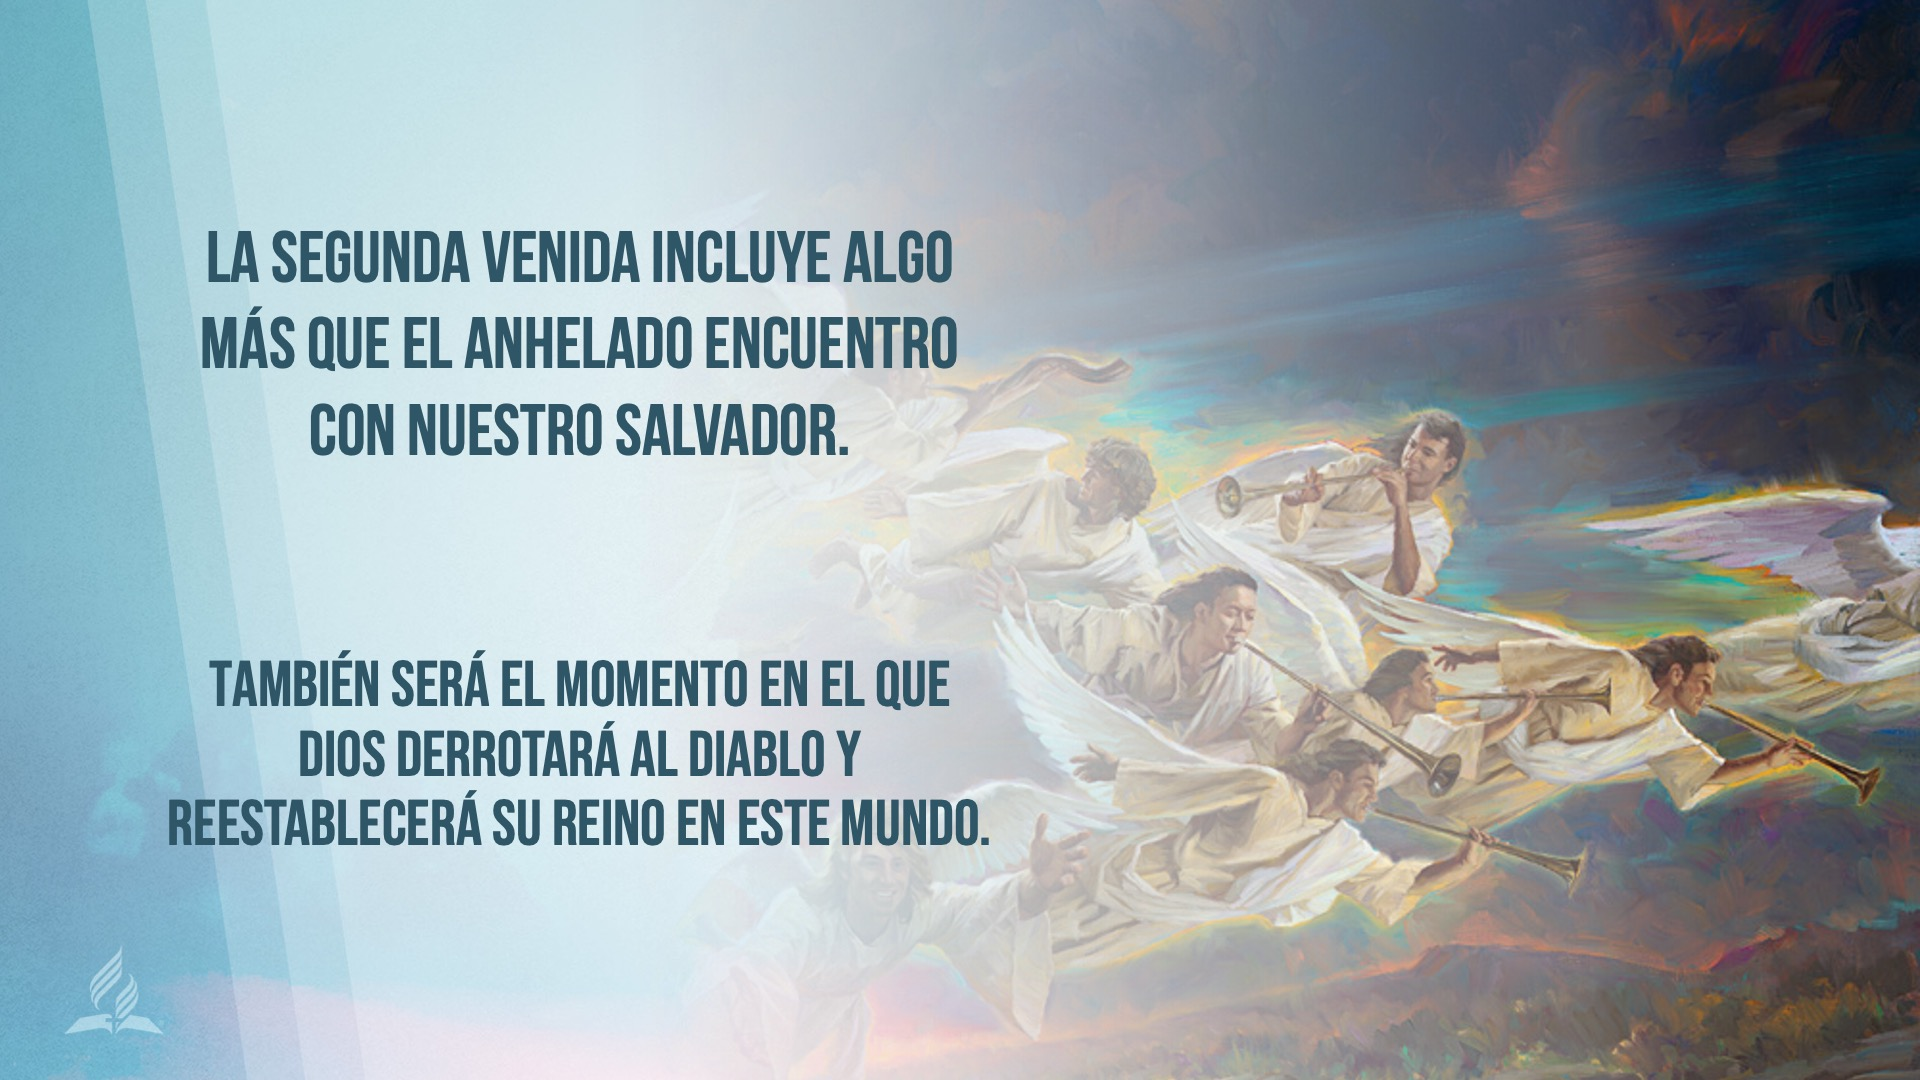 LA SEGUNDA VENIDA INCLUYE ALGO
MÁS QUE EL ANHELADO ENCUENTRO
CON NUESTRO SALVADOR.
TAMBIÉN SERÁ EL MOMENTO EN EL QUE
DIOS DERROTARÁ AL DIABLO Y
REESTABLECERÁ SU REINO EN ESTE MUNDO.